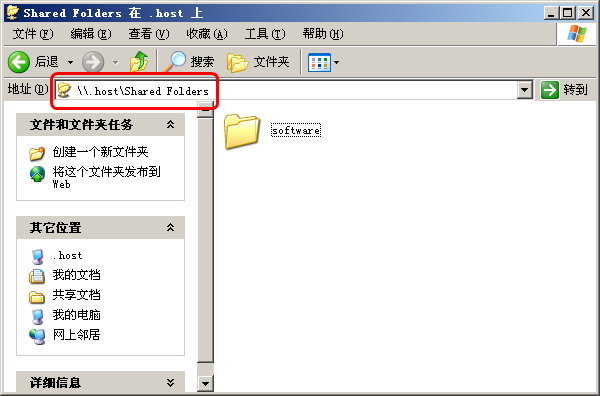 Shared Folders 在 .host 上
文件(F) 编辑(E) 查看(V) 收藏(A) 工具(T) 帮助(H)
后退 搜索 文件夹
地址(D) \\.host\Shared Folders 转到
文件和文件夹任务
创建一个新文件夹
将这个文件夹发布到
Web
其它位置
.host
我的文档
共享文档
我的电脑
网上邻居
详细信息
software